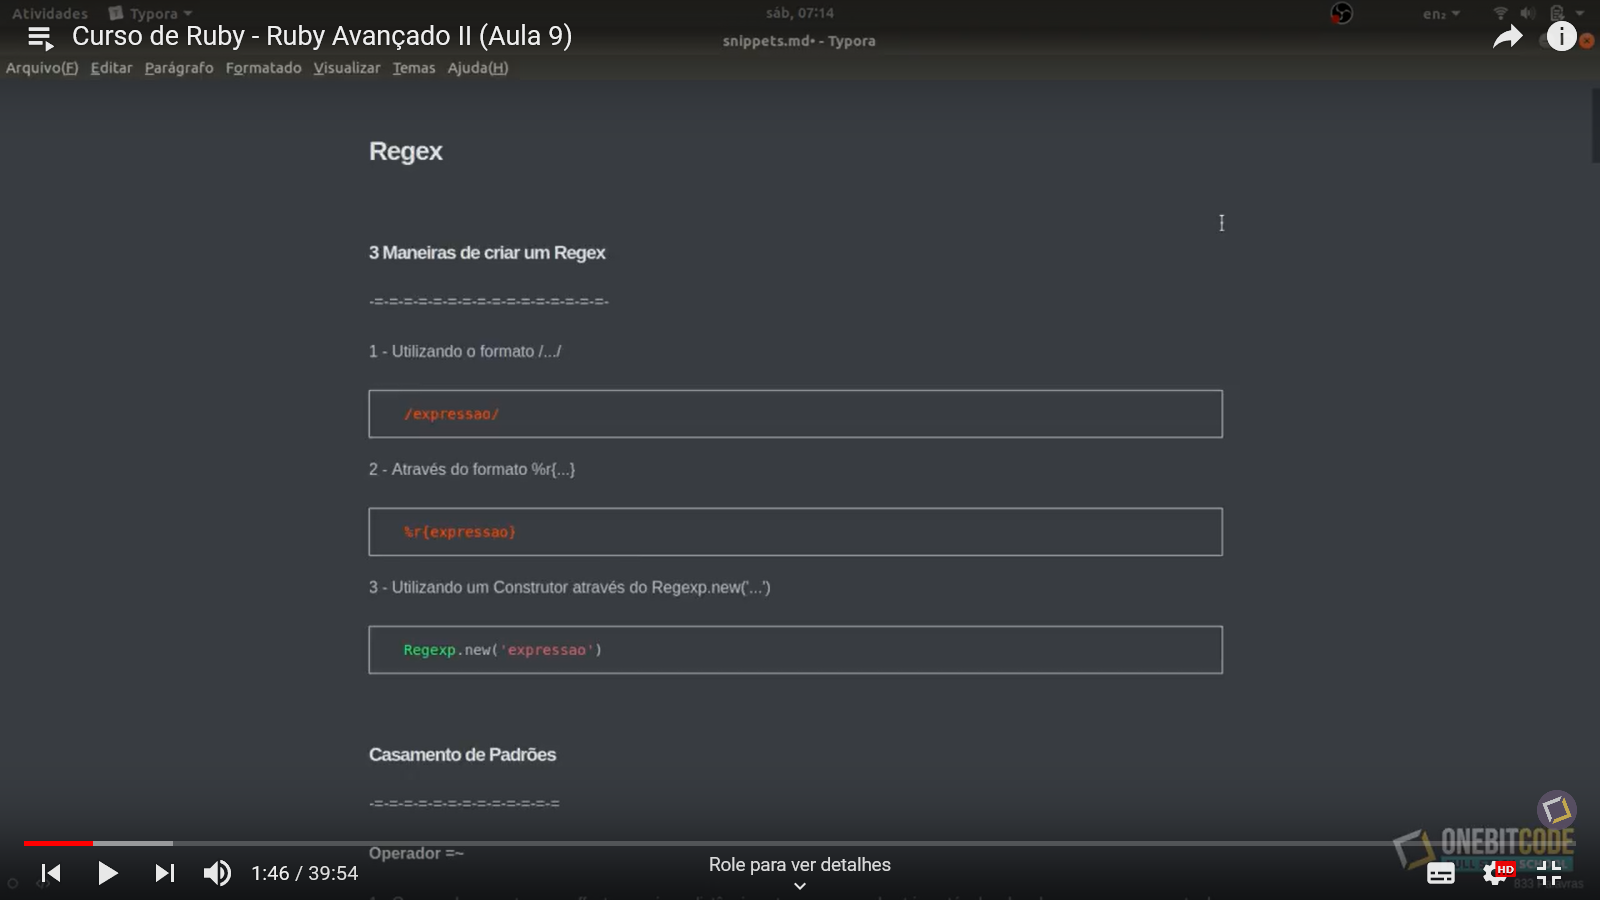 Atividades Typora sáb, 07:14 en₂
Curso de Ruby - Ruby Avançado II (Aula 9)
snippets.md• - Typora
Arquivo(F) Editar Parágrafo Formatado Visualizar Temas Ajuda(H)
Regex
3 Maneiras de criar um Regex
-=-=-=-=-=-=-=-=-=-=-=-=-=-=-=-=-
1 - Utilizando o formato /.../
/expressao/
2 - Através do formato %r{...}
%r{expressao}
3 - Utilizando um Construtor através do Regexp.new('...')
Regexp.new('expressao')
Casamento de Padrões
-=-=-=-=-=-=-=-=-=-=-=-=-=
Operador =~
ONEBITCODE
1:46 / 39:54
Role para ver detalhes
HD
833 Palavras